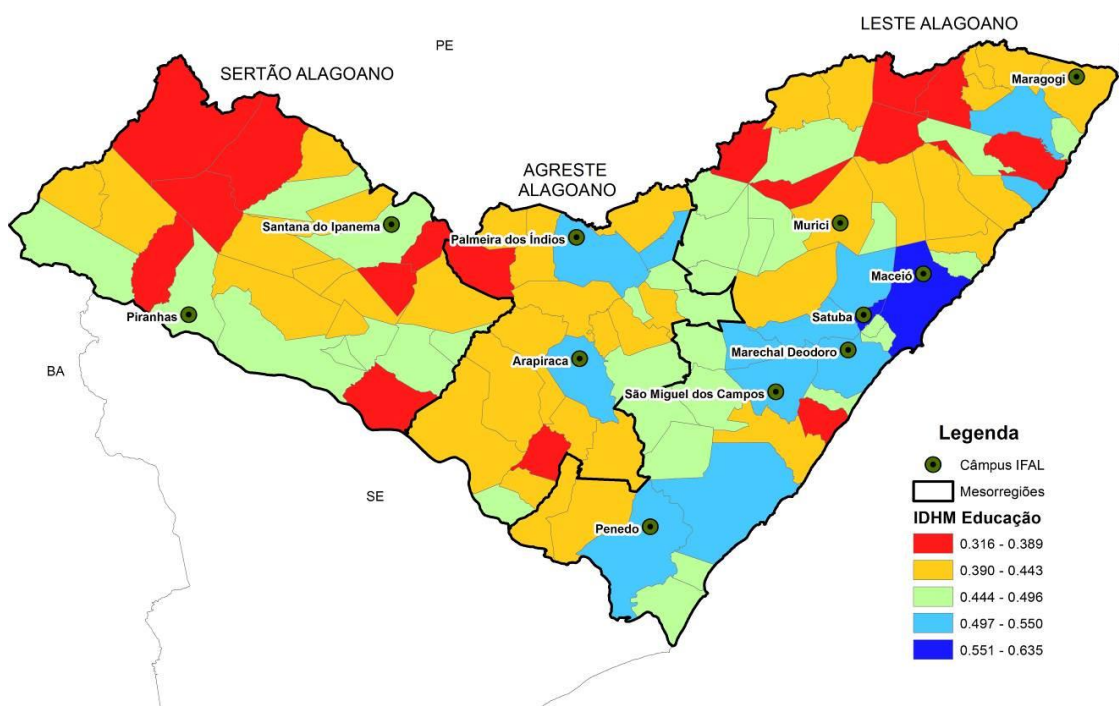 LESTE ALAGOANO
PE
SERTÃO ALAGOANO
Maragogi
AGRESTE
ALAGOANO
Santana do Ipanema
Palmeira dos Índios
Murici
Maceió
Piranhas
Satuba
Marechal Deodoro
Arapiraca
BA
São Miguel dos Campos
SE
Penedo
Legenda
Câmpus IFAL
Mesorregiões
IDHM Educação
0.316 - 0.389
0.390 - 0.443
0.444 - 0.496
0.497 - 0.550
0.551 - 0.635